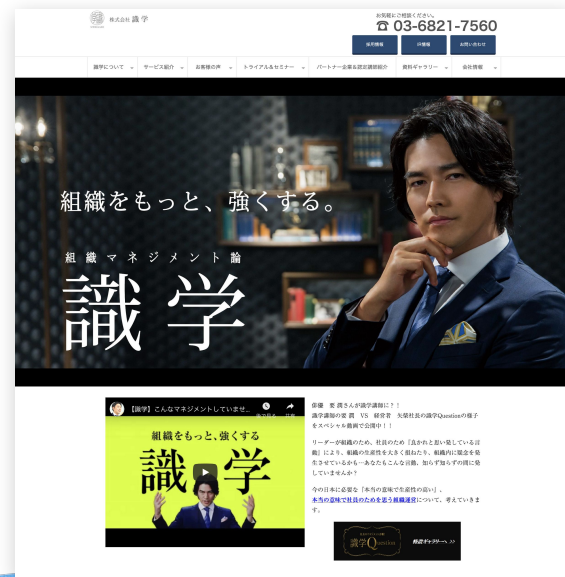 株式会社 識学
お気軽にご相談ください。
☎ 03-6821-7560
採用情報
IR情報
お問い合わせ
識学について
サービス紹介
お客様の声
トライアル&セミナー
パートナー企業&認定講師紹介
資料ギャラリー
会社情報
組織をもっと、強くする。
組織マネジメント論
識学
【識学】こんなマネジメントしていませ...
後で見る
共有
組織をもっと、強くする
識学
俳優 要 潤さんが識学講師に?!
識学講師の要 潤 VS 経営者 矢柴社長の識学Questionの様子
をスペシャル動画で公開中!!
リーダーが組織のため、社員のため『良かれと思い発している言
動』により、組織の生産性を大きく損ねたり、組織内に疑念を発
生させているかも…あなたもこんな言動、知らず知らずの間に発
していませんか?
今の日本に必要な『本当の意味で生産性の高い』、
本当の意味で社員のためを思う組織運営について、考えていきま
す。
識学Question
特設ギャラリーへ >>